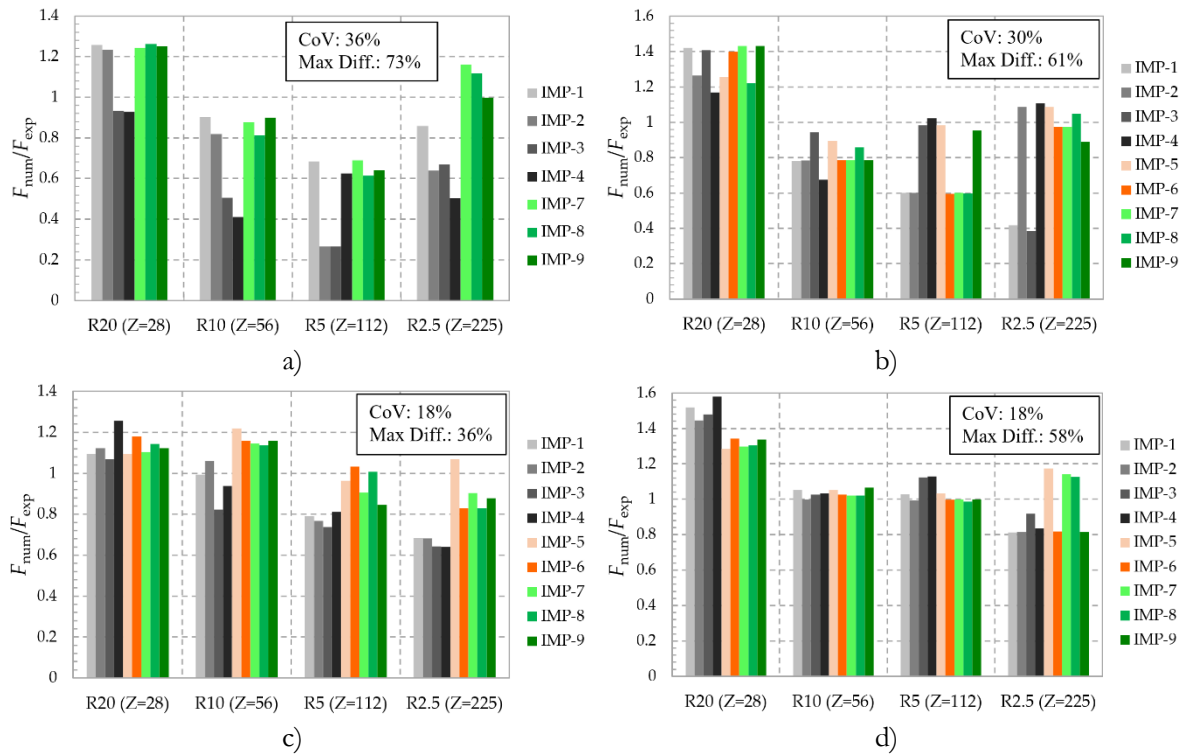 1.4
1.2
1
0.8
0.6
0.4
0.2
0
F_num/F_exp
CoV: 36%
Max Diff.: 73%
IMP-1
IMP-2
IMP-3
IMP-4
IMP-7
IMP-8
IMP-9
R20 (Z=28) R10 (Z=56) R5 (Z=112) R2.5 (Z=225)
a)
1.6
1.4
1.2
1
0.8
0.6
0.4
0.2
0
F_num/F_exp
CoV: 30%
Max Diff.: 61%
IMP-1
IMP-2
IMP-3
IMP-4
IMP-5
IMP-6
IMP-7
IMP-8
IMP-9
R20 (Z=28) R10 (Z=56) R5 (Z=112) R2.5 (Z=225)
b)
1.4
1.2
1
0.8
0.6
0.4
0.2
0
F_num/F_exp
CoV: 18%
Max Diff.: 36%
IMP-1
IMP-2
IMP-3
IMP-4
IMP-5
IMP-6
IMP-7
IMP-8
IMP-9
R20 (Z=28) R10 (Z=56) R5 (Z=112) R2.5 (Z=225)
c)
1.6
1.4
1.2
1
0.8
0.6
0.4
0.2
0
F_num/F_exp
CoV: 18%
Max Diff.: 58%
IMP-1
IMP-2
IMP-3
IMP-4
IMP-5
IMP-6
IMP-7
IMP-8
IMP-9
R20 (Z=28) R10 (Z=56) R5 (Z=112) R2.5 (Z=225)
d)